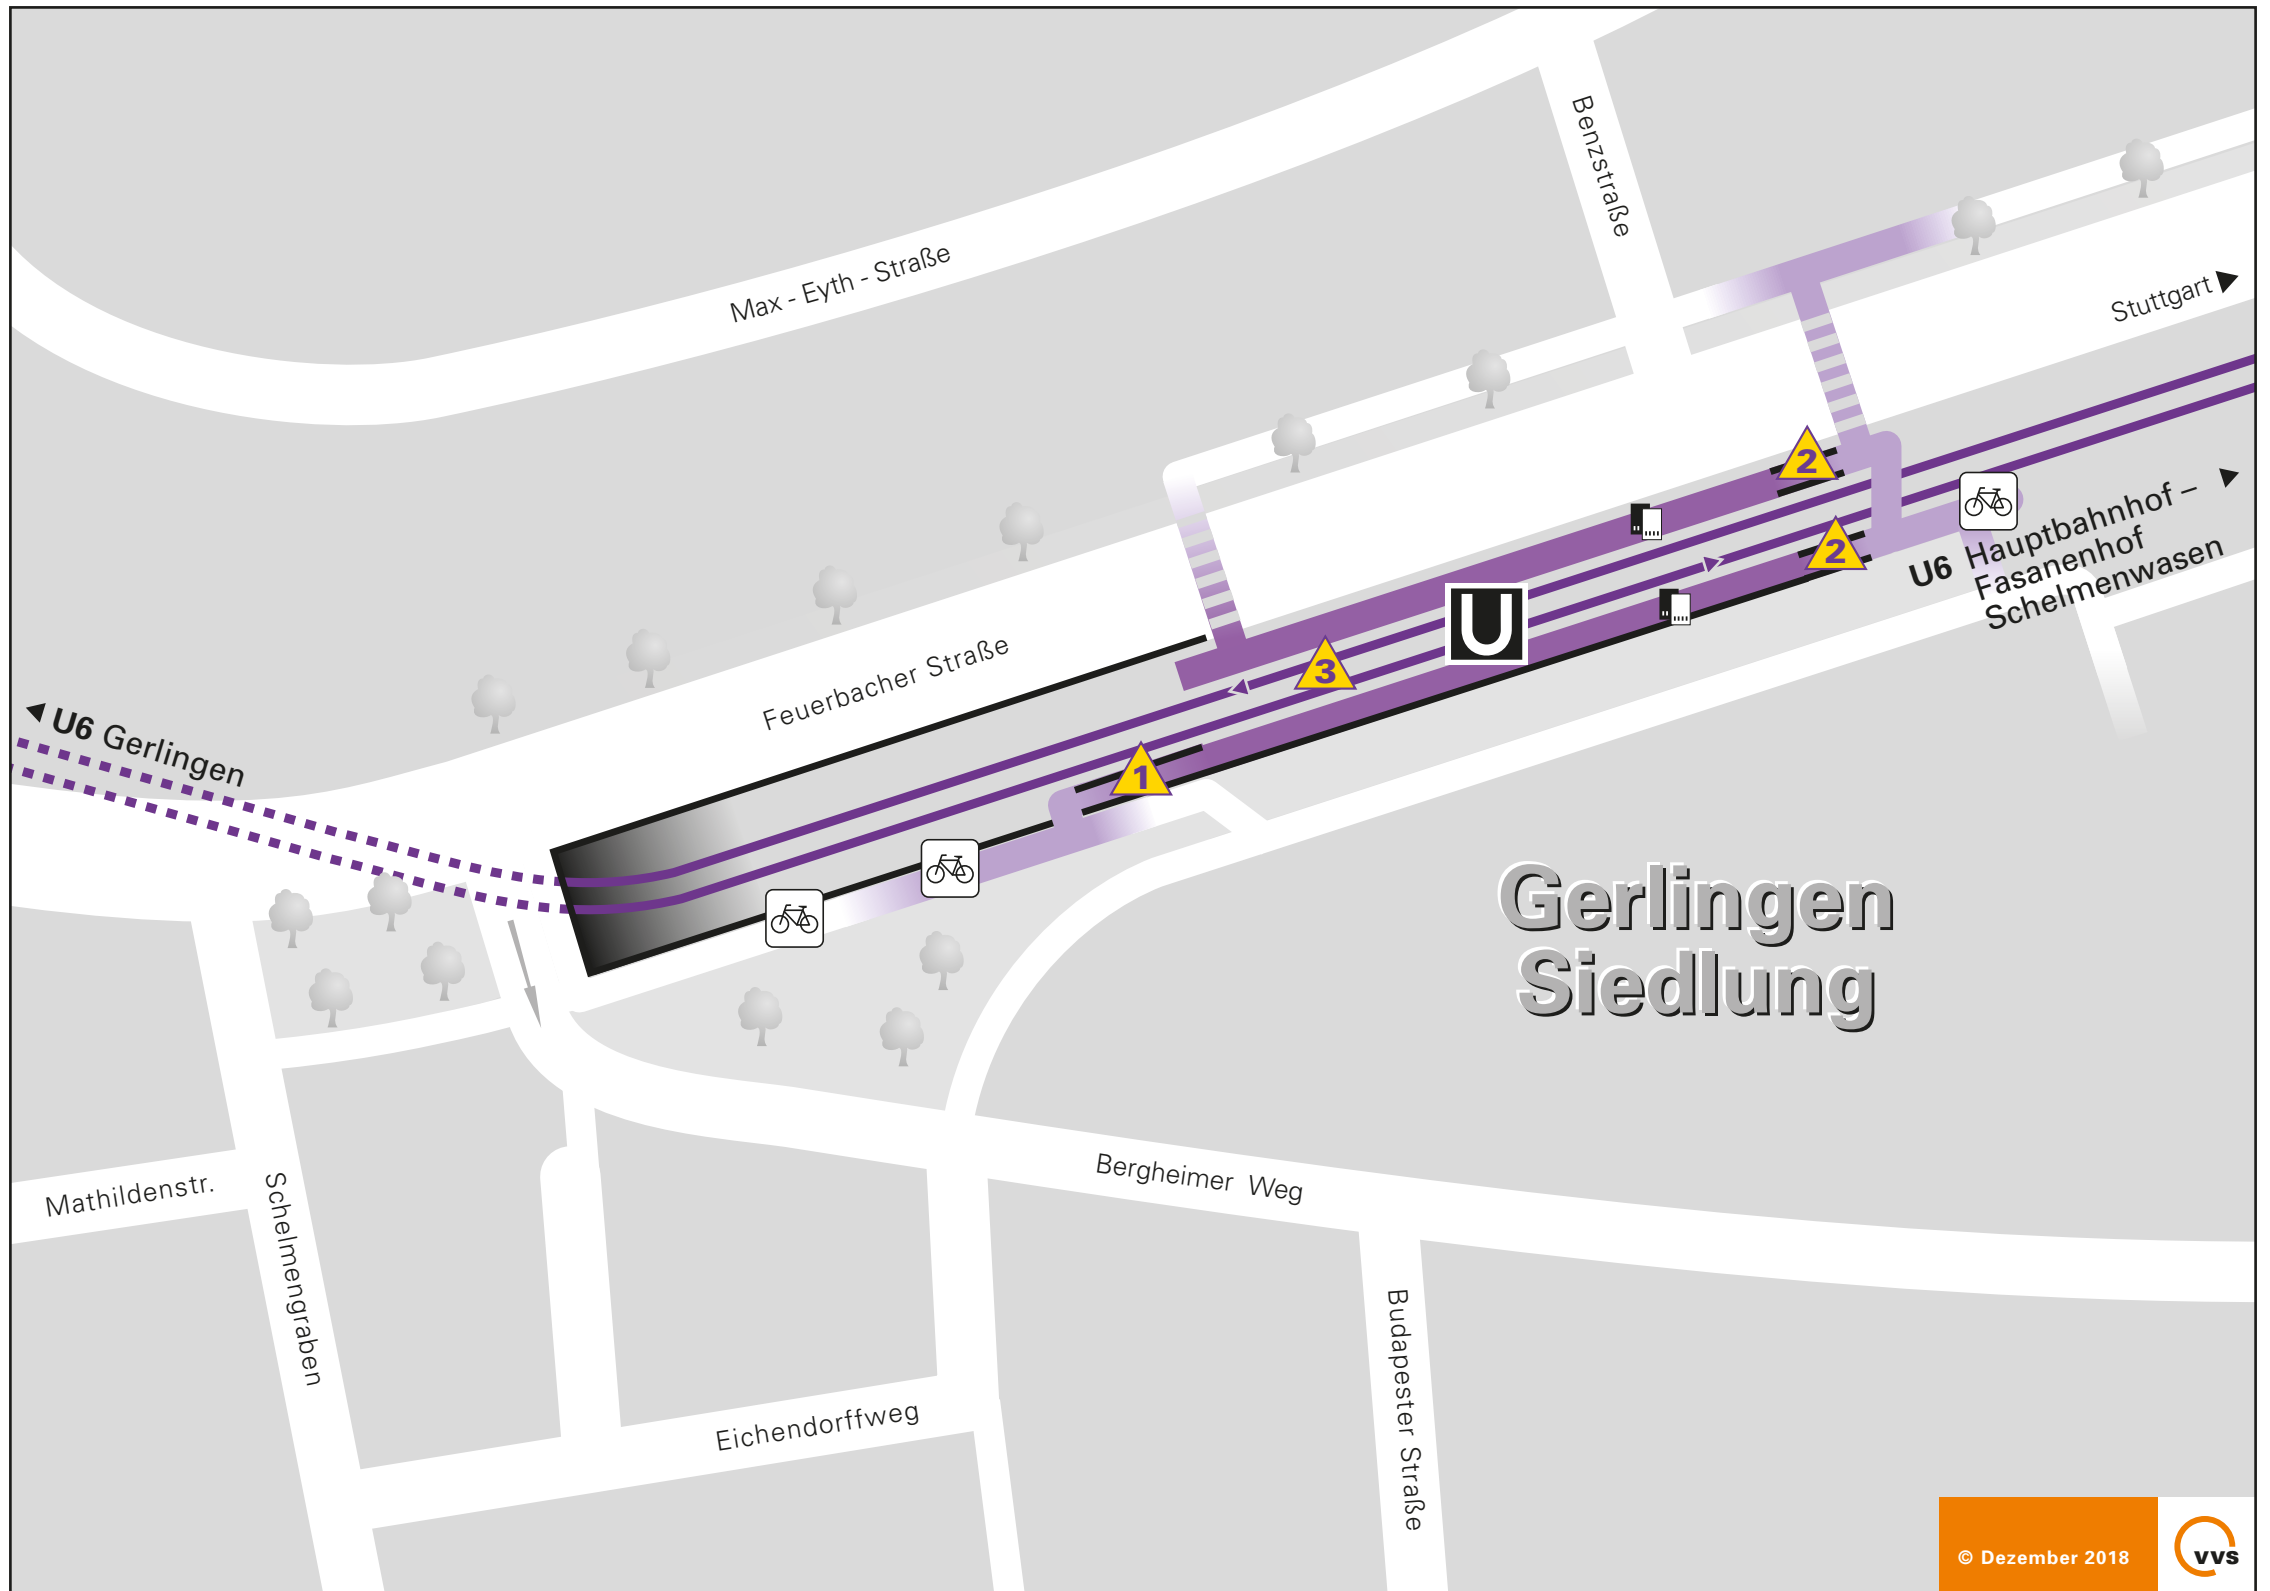 Benzstraße
Max - Eyth - Straße
Stuttgart
2
2
U6 Hauptbahnhof –
Fasanenhof
Schelmenwasen
U
3
Feuerbacher Straße
U6 Gerlingen
1
Gerlingen
Siedlung
Bergheimer Weg
Mathildenstr.
Schelmengraben
Budapester Straße
Eichendorffweg
© Dezember 2018
vvs